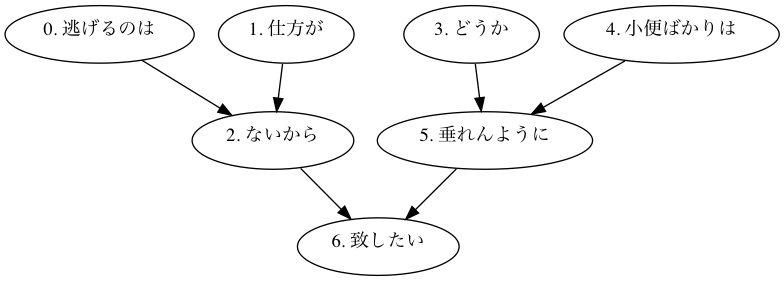 0. 逃げるのは
1. 仕方が
3. どうか
4. 小便ばかりは
2. ないから
5. 垂れんように
6. 致したい